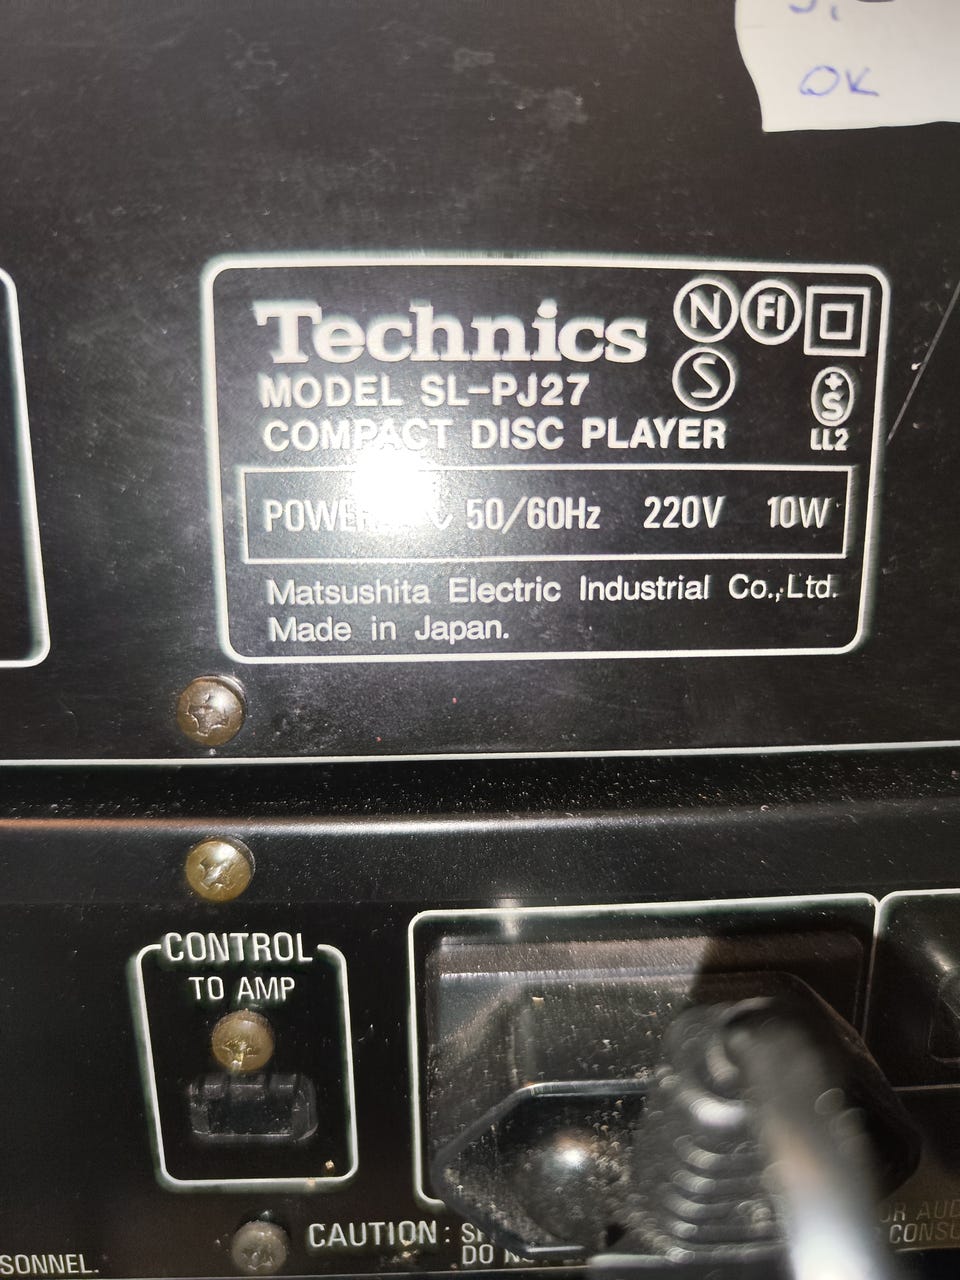 OK
Technics
N FI
S
MODEL SL-PJ27
COMPACT DISC PLAYER
+S
LL2
50/60Hz 220V 10W
Matsushita Electric Industrial Co.,Ltd.
Made in Japan.
CONTROL
TO AMP
CAUTION:
DO
SONNEL.